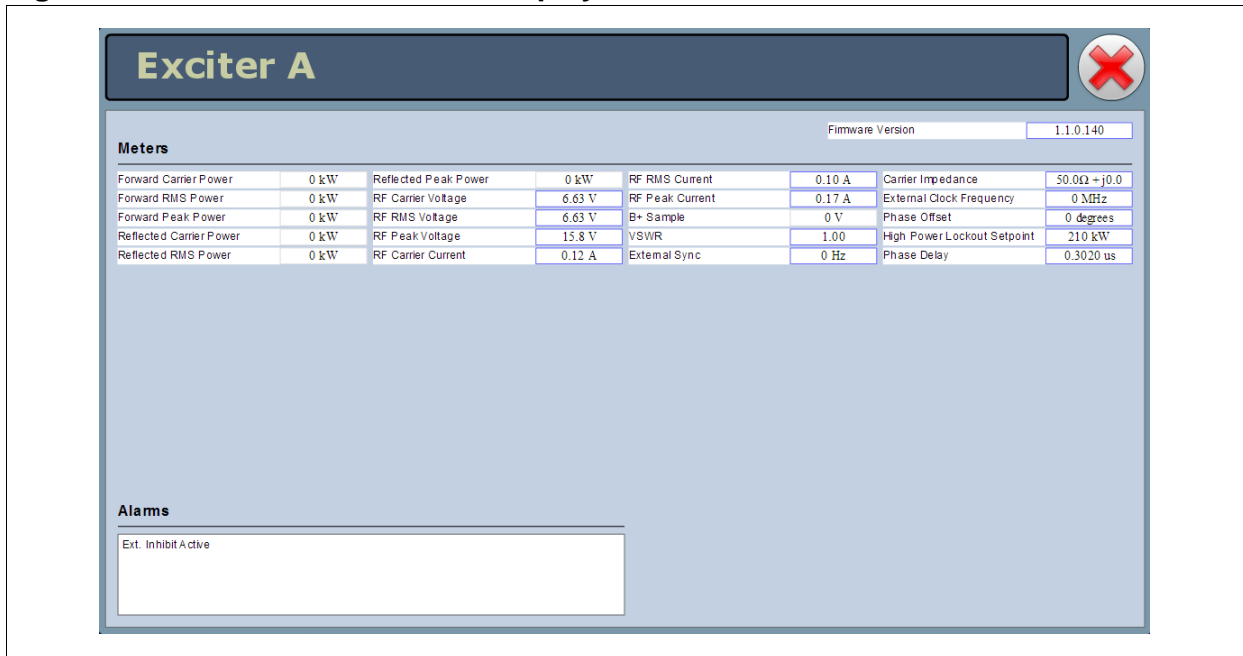 Exciter A
Firmware Version 1.1.0.140
Meters
Forward Carrier Power 0 kW Reflected Peak Power 0 kW RF RMS Current 0.10 A Carrier Impedance 50.0Ω +j0.0
Forward RMS Power 0 kW RF Carrier Voltage 6.63 V RF Peak Current 0.17 A External Clock Frequency 0 MHz
Forward Peak Power 0 kW RF RMS Voltage 6.63 V B+ Sample 0 V Phase Offset 0 degrees
Reflected Carrier Power 0 kW RF Peak Voltage 15.8 V VSWR 1.00 High Power Lockout Setpoint 210 kW
Reflected RMS Power 0 kW RF Carrier Current 0.12 A External Sync 0 Hz Phase Delay 0.3020 us
Alarms
Ext. Inhibit Active